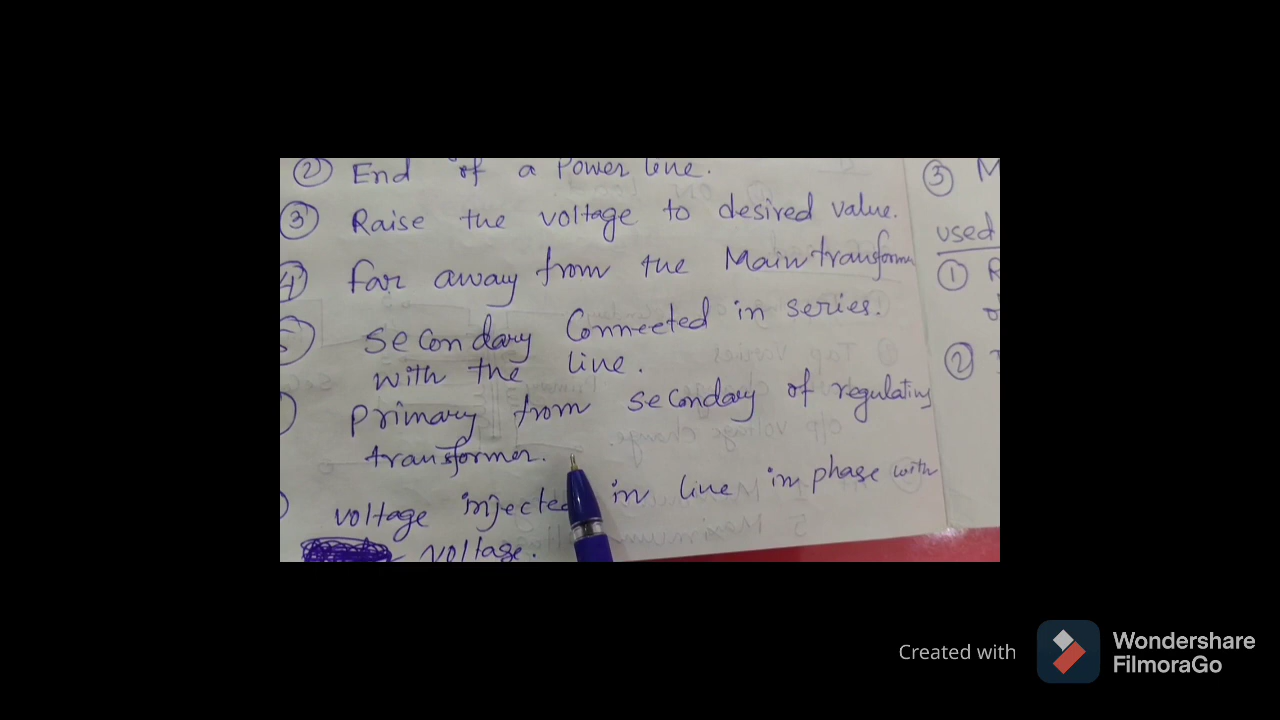 ② End of a Power line.
③ Raise the voltage to desired value.
④ far away from the Main transformer
secondary Connected in series.
with the line.
primary from secondary of regulating
transformer.
voltage injected in line in phase with
voltage.
③ M
used
①
②
Created with
Wondershare
FilmoraGo